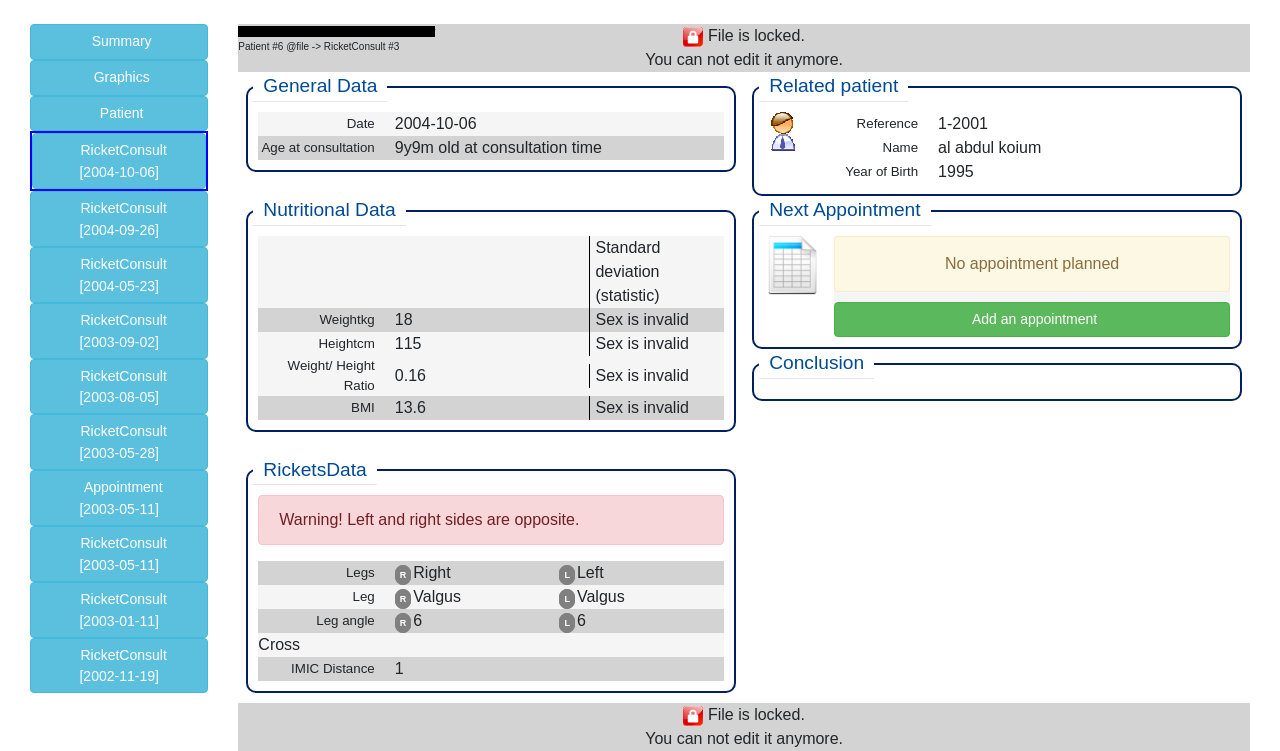 Summary
Graphics
Patient
RicketConsult
[2004-10-06]
RicketConsult
[2004-09-26]
RicketConsult
[2004-05-23]
RicketConsult
[2003-09-02]
RicketConsult
[2003-08-05]
RicketConsult
[2003-05-28]
Appointment
[2003-05-11]
RicketConsult
[2003-05-11]
RicketConsult
[2003-01-11]
RicketConsult
[2002-11-19]
Patient #6 @file -> RicketConsult #3
File is locked.
You can not edit it anymore.
General Data
Date 2004-10-06
Age at consultation 9y9m old at consultation time
Nutritional Data
Standard
deviation
(statistic)
Weightkg 18 Sex is invalid
Heightcm 115 Sex is invalid
Weight/ Height
Ratio 0.16 Sex is invalid
BMI 13.6 Sex is invalid
RicketsData
Warning! Left and right sides are opposite.
Legs R Right L Left
Leg R Valgus L Valgus
Leg angle R 6 L 6
Cross
IMIC Distance 1
Related patient
Reference 1-2001
Name al abdul koium
Year of Birth 1995
Next Appointment
No appointment planned
Add an appointment
Conclusion
File is locked.
You can not edit it anymore.